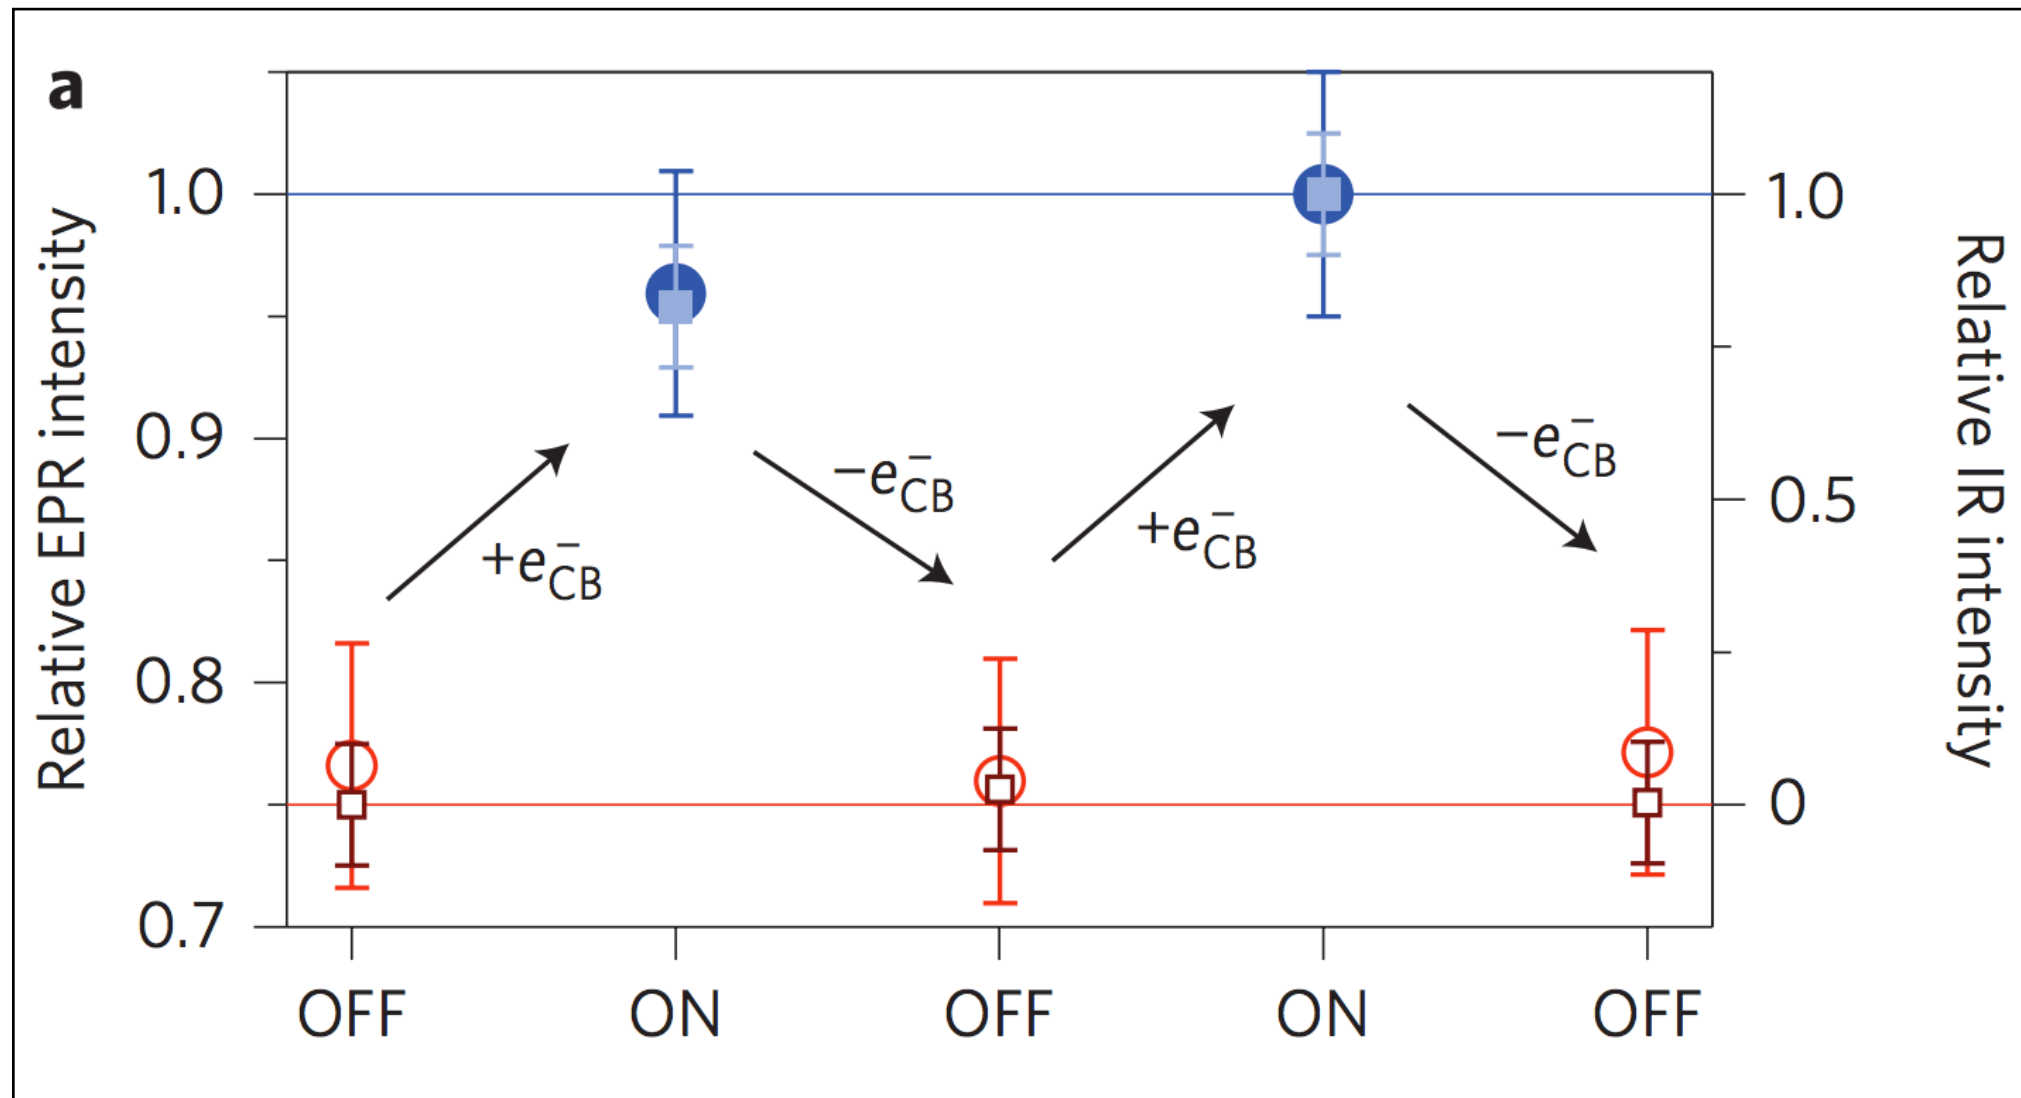 a
Relative EPR intensity
1.0
0.9
0.8
0.7
+e⁻CB
−e⁻CB
+e⁻CB
−e⁻CB
1.0
0.5
0
Relative IR intensity
OFF ON OFF ON OFF